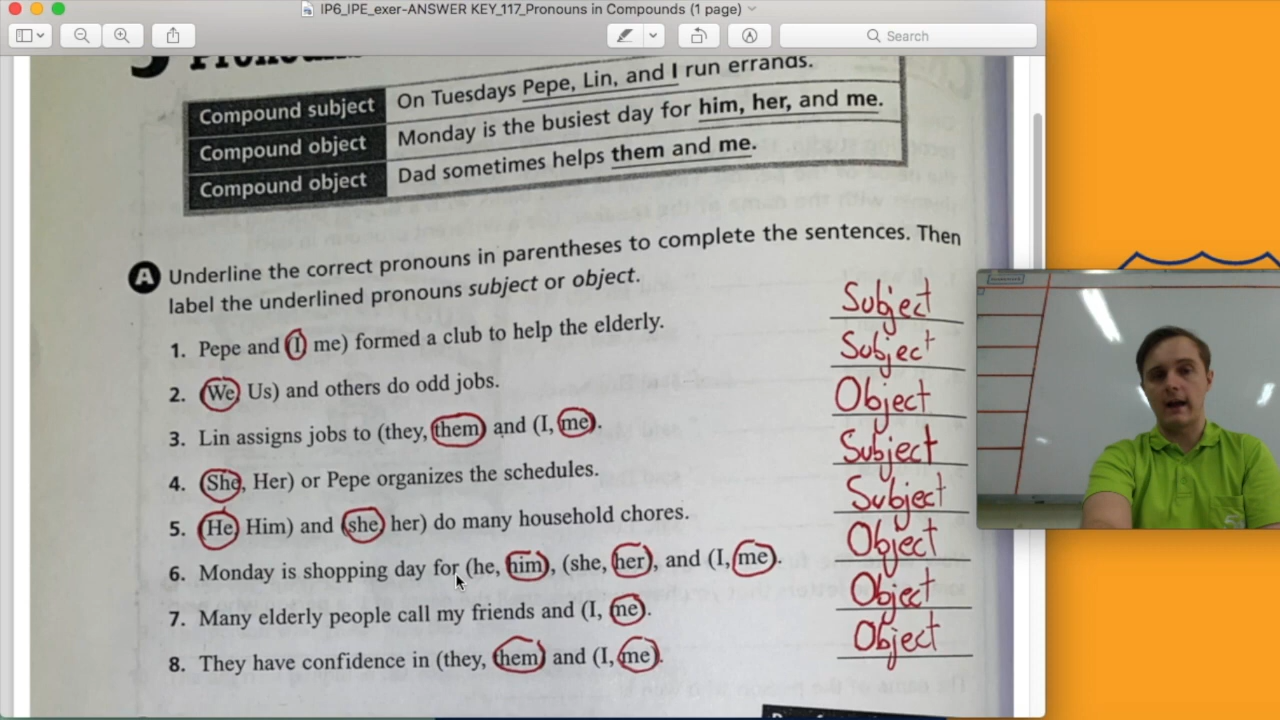 IP6_IPE_exer-ANSWER KEY_117_Pronouns in Compounds (1 page)
Search
Compound subject On Tuesdays Pepe, Lin, and I run errands.
Compound object Monday is the busiest day for him, her, and me.
Compound object Dad sometimes helps them and me.
A Underline the correct pronouns in parentheses to complete the sentences. Then
label the underlined pronouns subject or object.
1. Pepe and (I, me) formed a club to help the elderly. Subject
2. (We, Us) and others do odd jobs. Subject
3. Lin assigns jobs to (they, them) and (I, me). Object
4. (She, Her) or Pepe organizes the schedules. Subject
5. (He, Him) and (she, her) do many household chores. Subject
6. Monday is shopping day for (he, him), (she, her), and (I, me). Object
7. Many elderly people call my friends and (I, me). Object
8. They have confidence in (they, them) and (I, me). Object